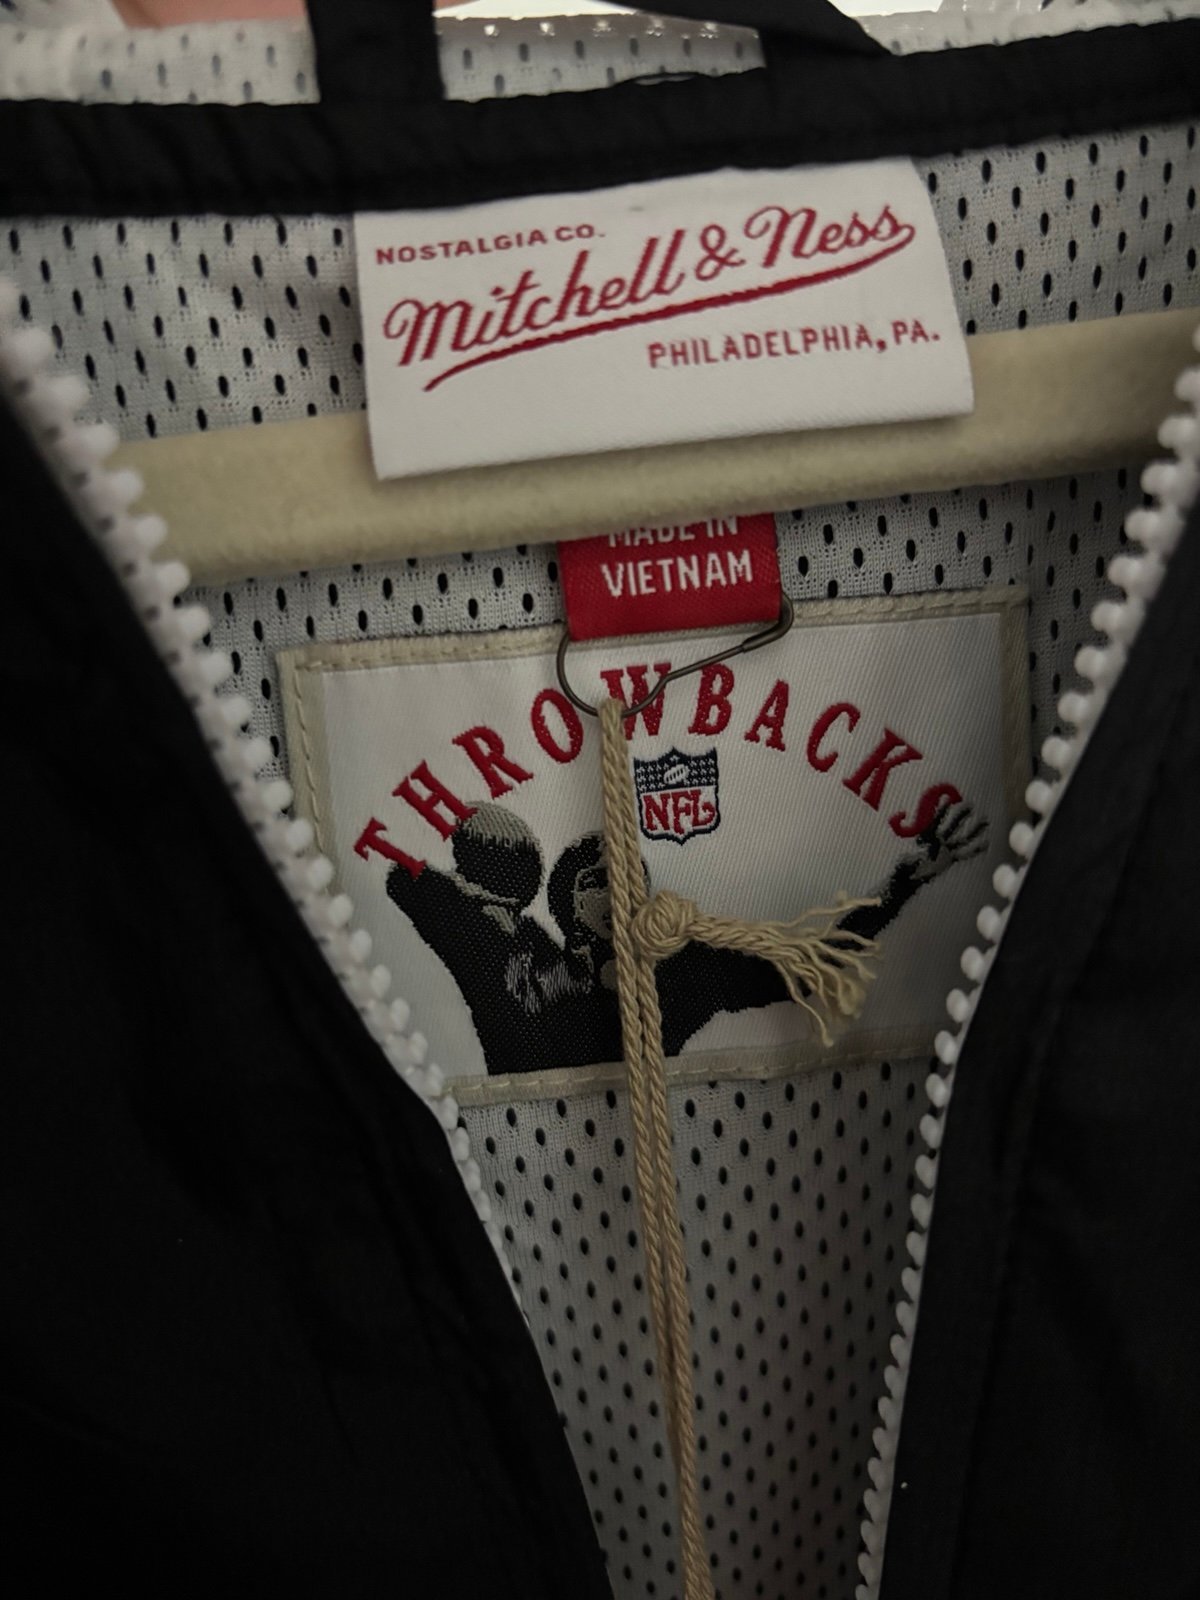 NOSTALGIA CO.
Mitchell & Ness
PHILADELPHIA, PA.
MADE IN
VIETNAM
THROWBACKS
NFL